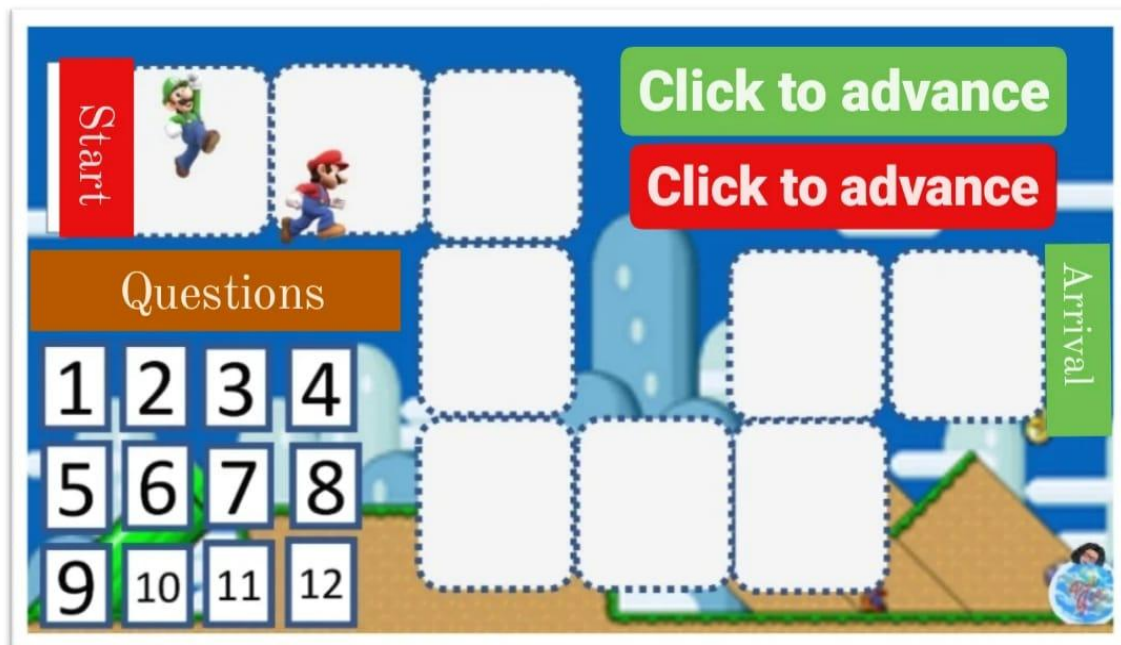 Start
Click to advance
Click to advance
Questions
Arrival
1 2 3 4
5 6 7 8
9 10 11 12